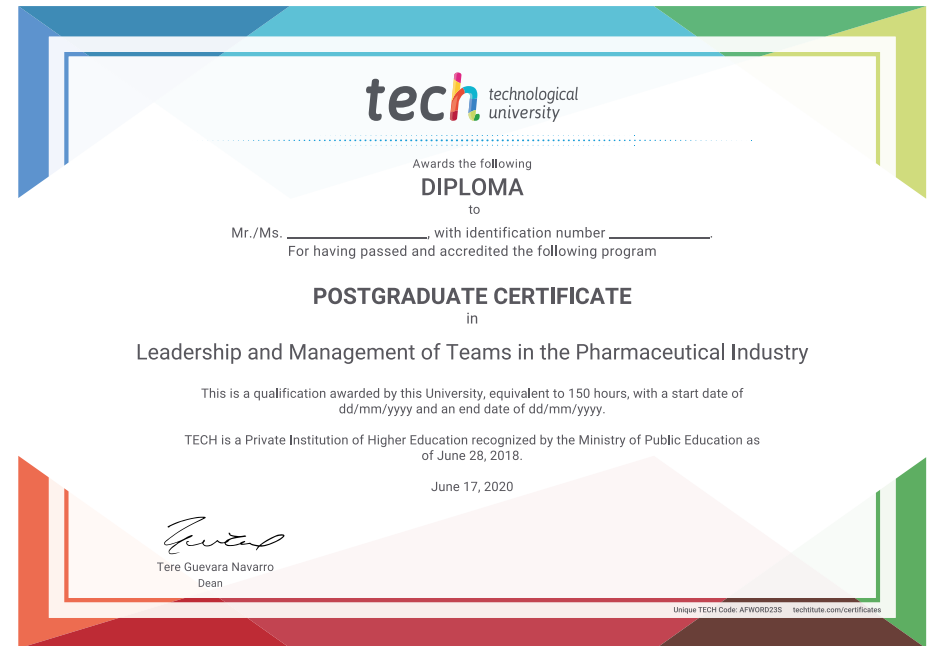 tech technological
university
Awards the following
DIPLOMA
to
Mr./Ms. ____________________, with identification number ______________.
For having passed and accredited the following program
POSTGRADUATE CERTIFICATE
in
Leadership and Management of Teams in the Pharmaceutical Industry
This is a qualification awarded by this University, equivalent to 150 hours, with a start date of
dd/mm/yyyy and an end date of dd/mm/yyyy.
TECH is a Private Institution of Higher Education recognized by the Ministry of Public Education as
of June 28, 2018.
June 17, 2020
Tere Guevara Navarro
Dean
Unique TECH Code: AFWORD23S techtitute.com/certificates